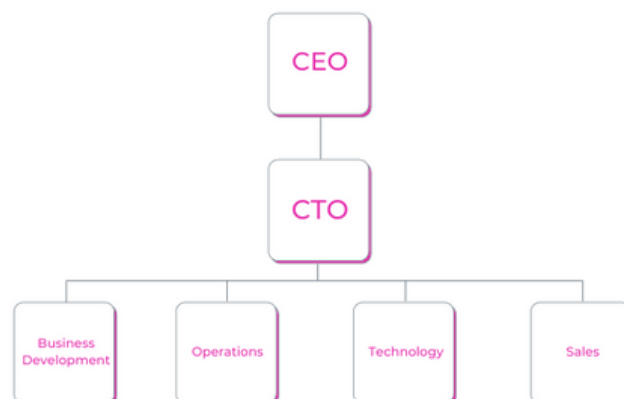 CEO
CTO
Business
Development
Operations
Technology
Sales